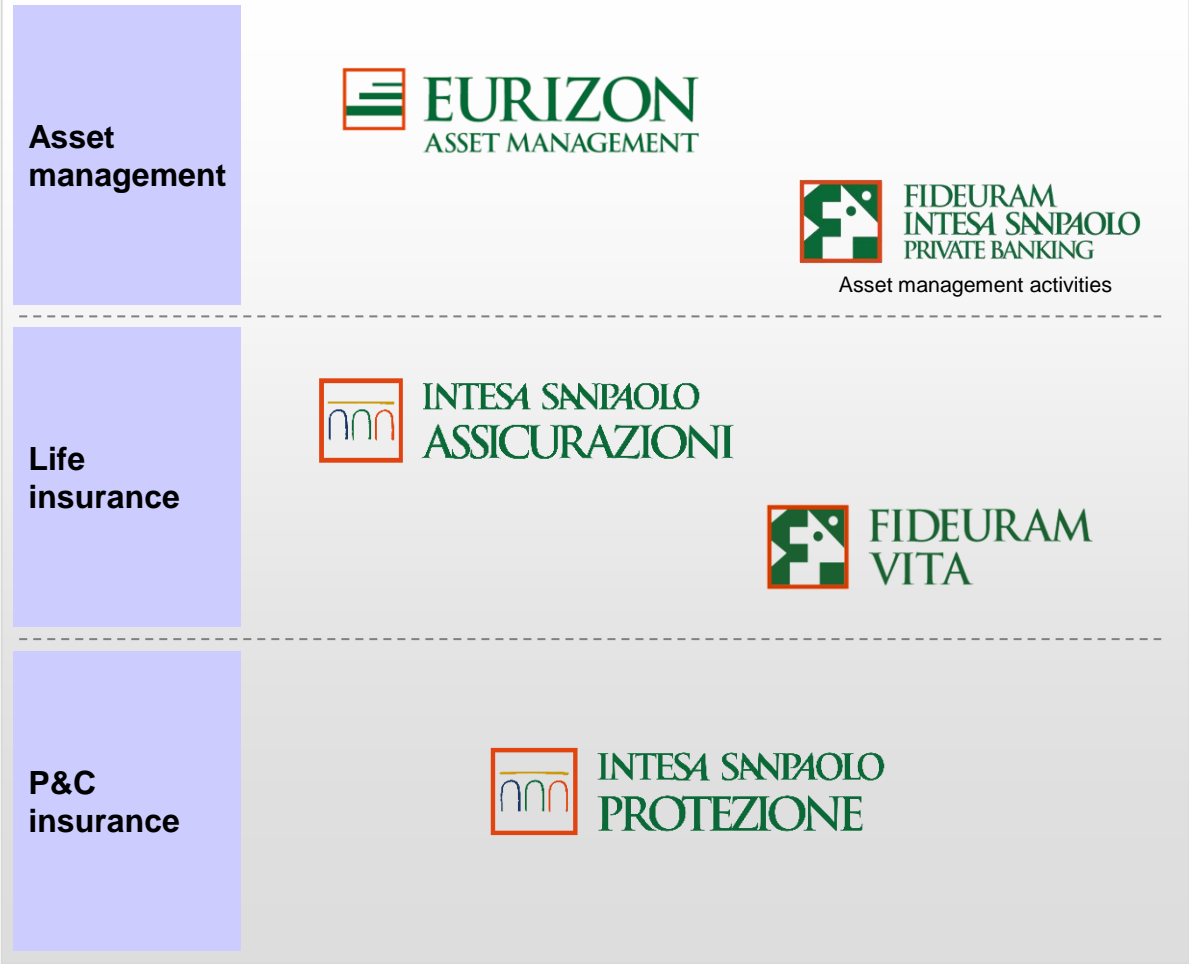 Asset
management
EURIZON
ASSET MANAGEMENT
FIDEURAM
INTESA SANPAOLO
PRIVATE BANKING
Asset management activities
Life
insurance
INTESA SANPAOLO
ASSICURAZIONI
FIDEURAM
VITA
P&C
insurance
INTESA SANPAOLO
PROTEZIONE